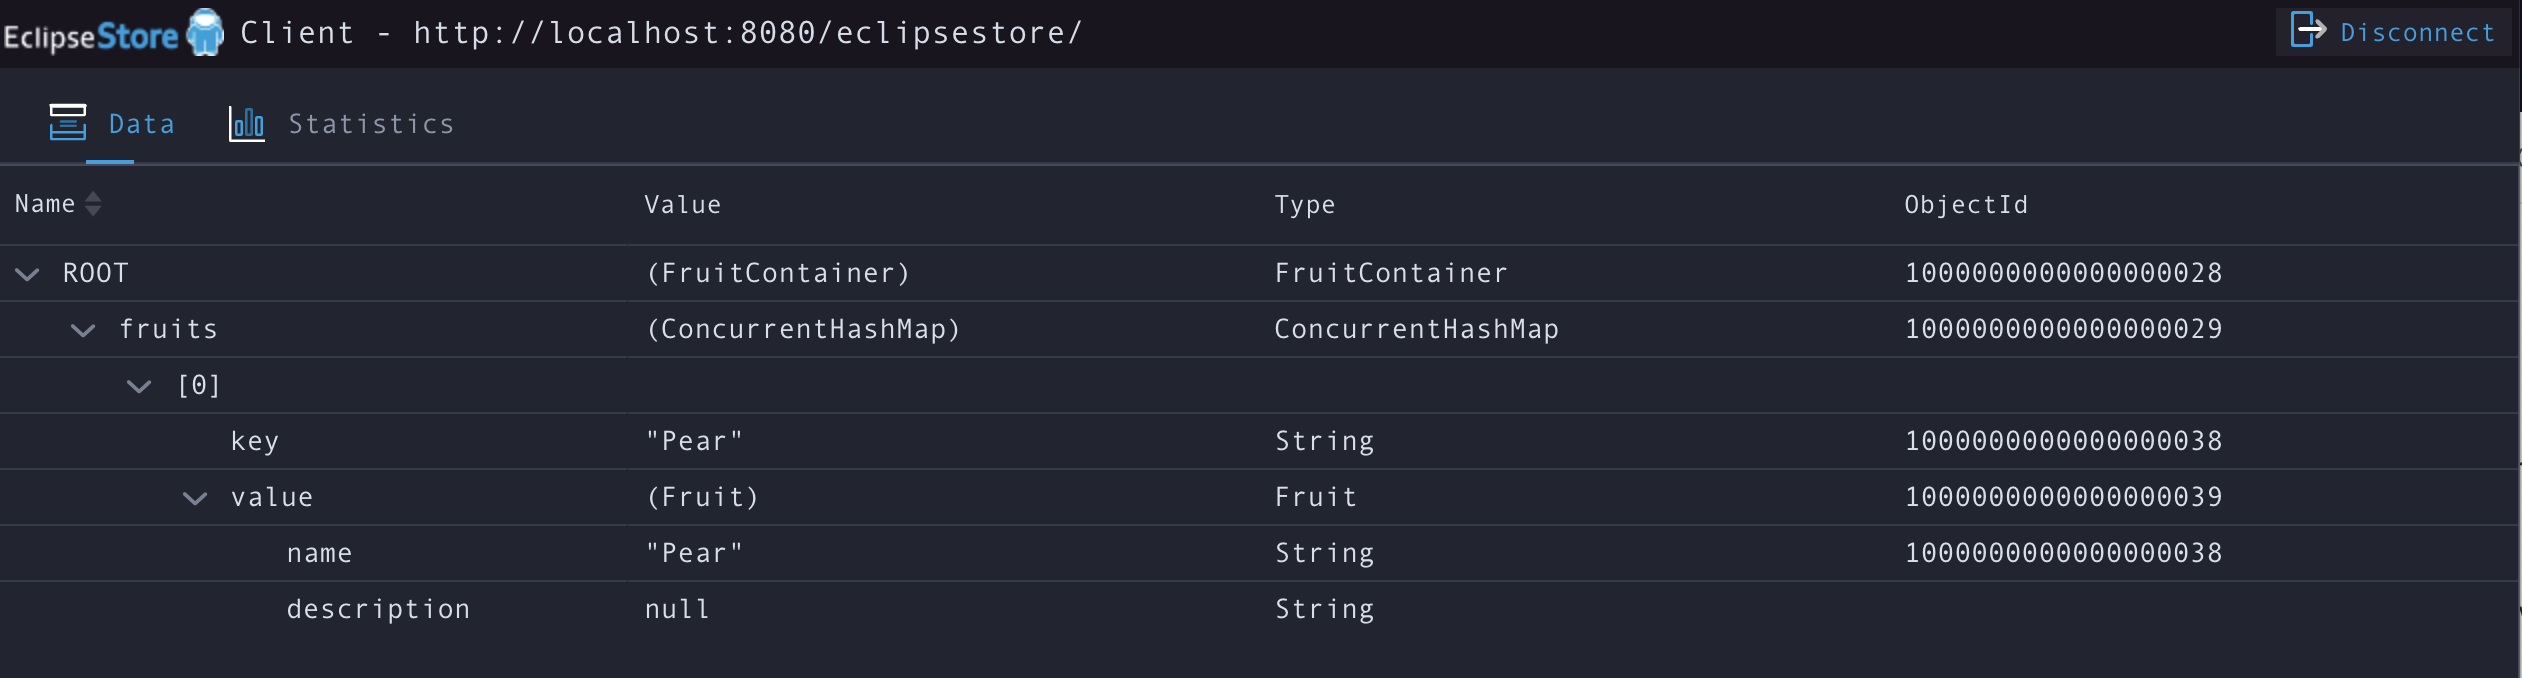 EclipseStore Client - http://localhost:8080/eclipsestore/ Disconnect
Data Statistics
Name Value Type ObjectId
ROOT (FruitContainer) FruitContainer 1000000000000000028
fruits (ConcurrentHashMap) ConcurrentHashMap 1000000000000000029
[0]
key "Pear" String 1000000000000000038
value (Fruit) Fruit 1000000000000000039
name "Pear" String 1000000000000000038
description null String